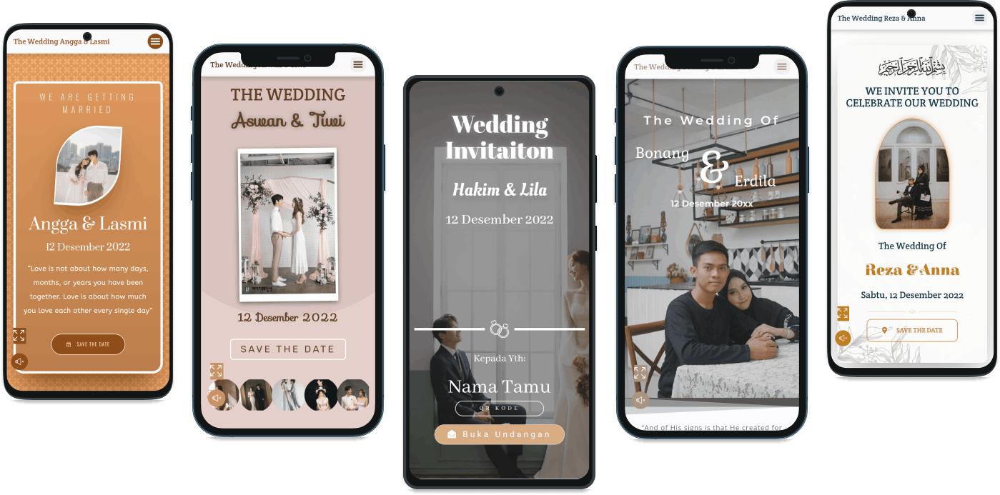 The Wedding Angga & Lasmi
WE ARE GETTING
MARRIED
Angga & Lasmi
12 Desember 2022
“Love is not about how many days,
months, or years you have been
together. Love is about how much
you love each other every single day”
SAVE THE DATE
The Wedding
THE WEDDING
Aswan & Tiwi
12 Desember 2022
SAVE THE DATE
Wedding
Invitaiton
Hakim & Lila
12 Desember 2022
Kepada Yth:
Nama Tamu
QR KODE
Buka Undangan
The Wedding
The Wedding Of
Bonang
&
Erdila
12 Desember 20xx
“And of His signs is that He created for
The Wedding Reza & Anna
بِسْمِ اللَّهِ الرَّحْمَٰنِ الرَّحِيمِ
WE INVITE YOU TO
CELEBRATE OUR WEDDING
The Wedding Of
Reza & Anna
Sabtu, 12 Desember 2022
SAVE THE DATE